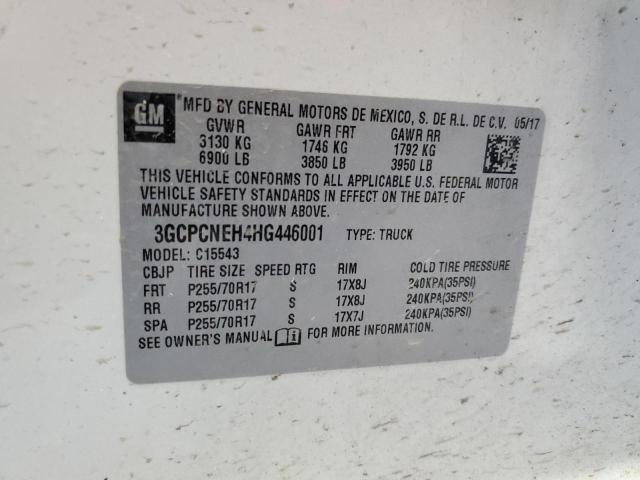 GM
MFD BY GENERAL MOTORS DE MEXICO, S. DE R.L. DE C.V. 05/17
GVWR GAWR FRT GAWR RR
3130 KG 1746 KG 1792 KG
6900 LB 3850 LB 3950 LB
THIS VEHICLE CONFORMS TO ALL APPLICABLE U.S. FEDERAL MOTOR
VEHICLE SAFETY STANDARDS IN EFFECT ON THE DATE OF
MANUFACTURE SHOWN ABOVE.
3GCPCNEH4HG446001 TYPE: TRUCK
MODEL: C15543
CBJP TIRE SIZE SPEED RTG RIM COLD TIRE PRESSURE
FRT P255/70R17 S 17X8J 240KPA(35PSI)
RR P255/70R17 S 17X8J 240KPA(35PSI)
SPA P255/70R17 S 17X7J 240KPA(35PSI)
SEE OWNER'S MANUAL FOR MORE INFORMATION.